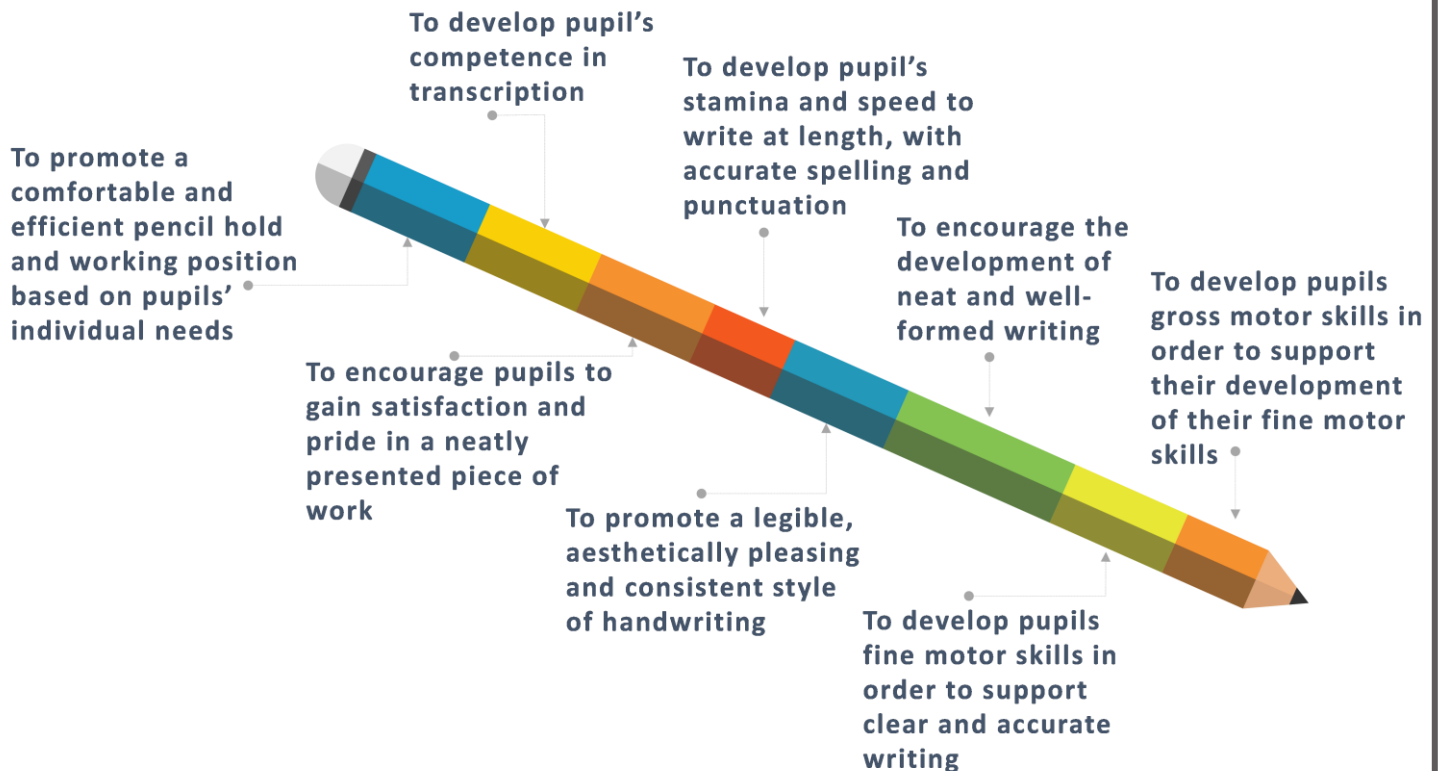 To promote a
comfortable and
efficient pencil hold
and working position
based on pupils’
individual needs
To develop pupil’s
competence in
transcription
To encourage pupils to
gain satisfaction and
pride in a neatly
presented piece of
work
To develop pupil’s
stamina and speed to
write at length, with
accurate spelling and
punctuation
To promote a legible,
aesthetically pleasing
and consistent style
of handwriting
To encourage the
development of
neat and well-
formed writing
To develop pupils
fine motor skills in
order to support
clear and accurate
writing
To develop pupils
gross motor skills in
order to support
their development
of their fine motor
skills